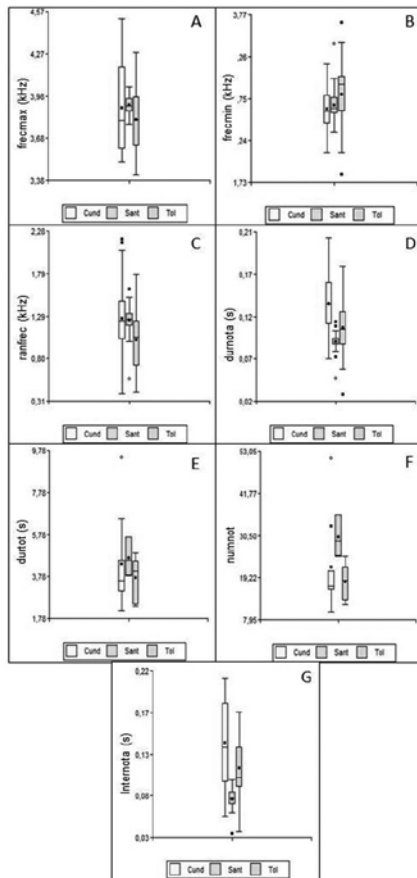 A
frecmax (kHz)
4,57
4,27
3,96
3,68
3,38
Cund Sant Tol
B
frecmin (kHz)
3,77
,26
,75
,24
1,73
Cund Sant Tol
C
ranfrec (kHz)
2,28
1,79
1,29
0,80
0,31
Cund Sant Tol
D
durnota (s)
0,21
0,17
0,12
0,07
0,02
Cund Sant Tol
E
durtot (s)
9,78
7,78
5,78
3,78
1,78
Cund Sant Tol
F
numnot
53,05
41,77
30,50
19,22
7,95
Cund Sant Tol
G
Internota (s)
0,22
0,17
0,13
0,08
0,03
Cund Sant Tol